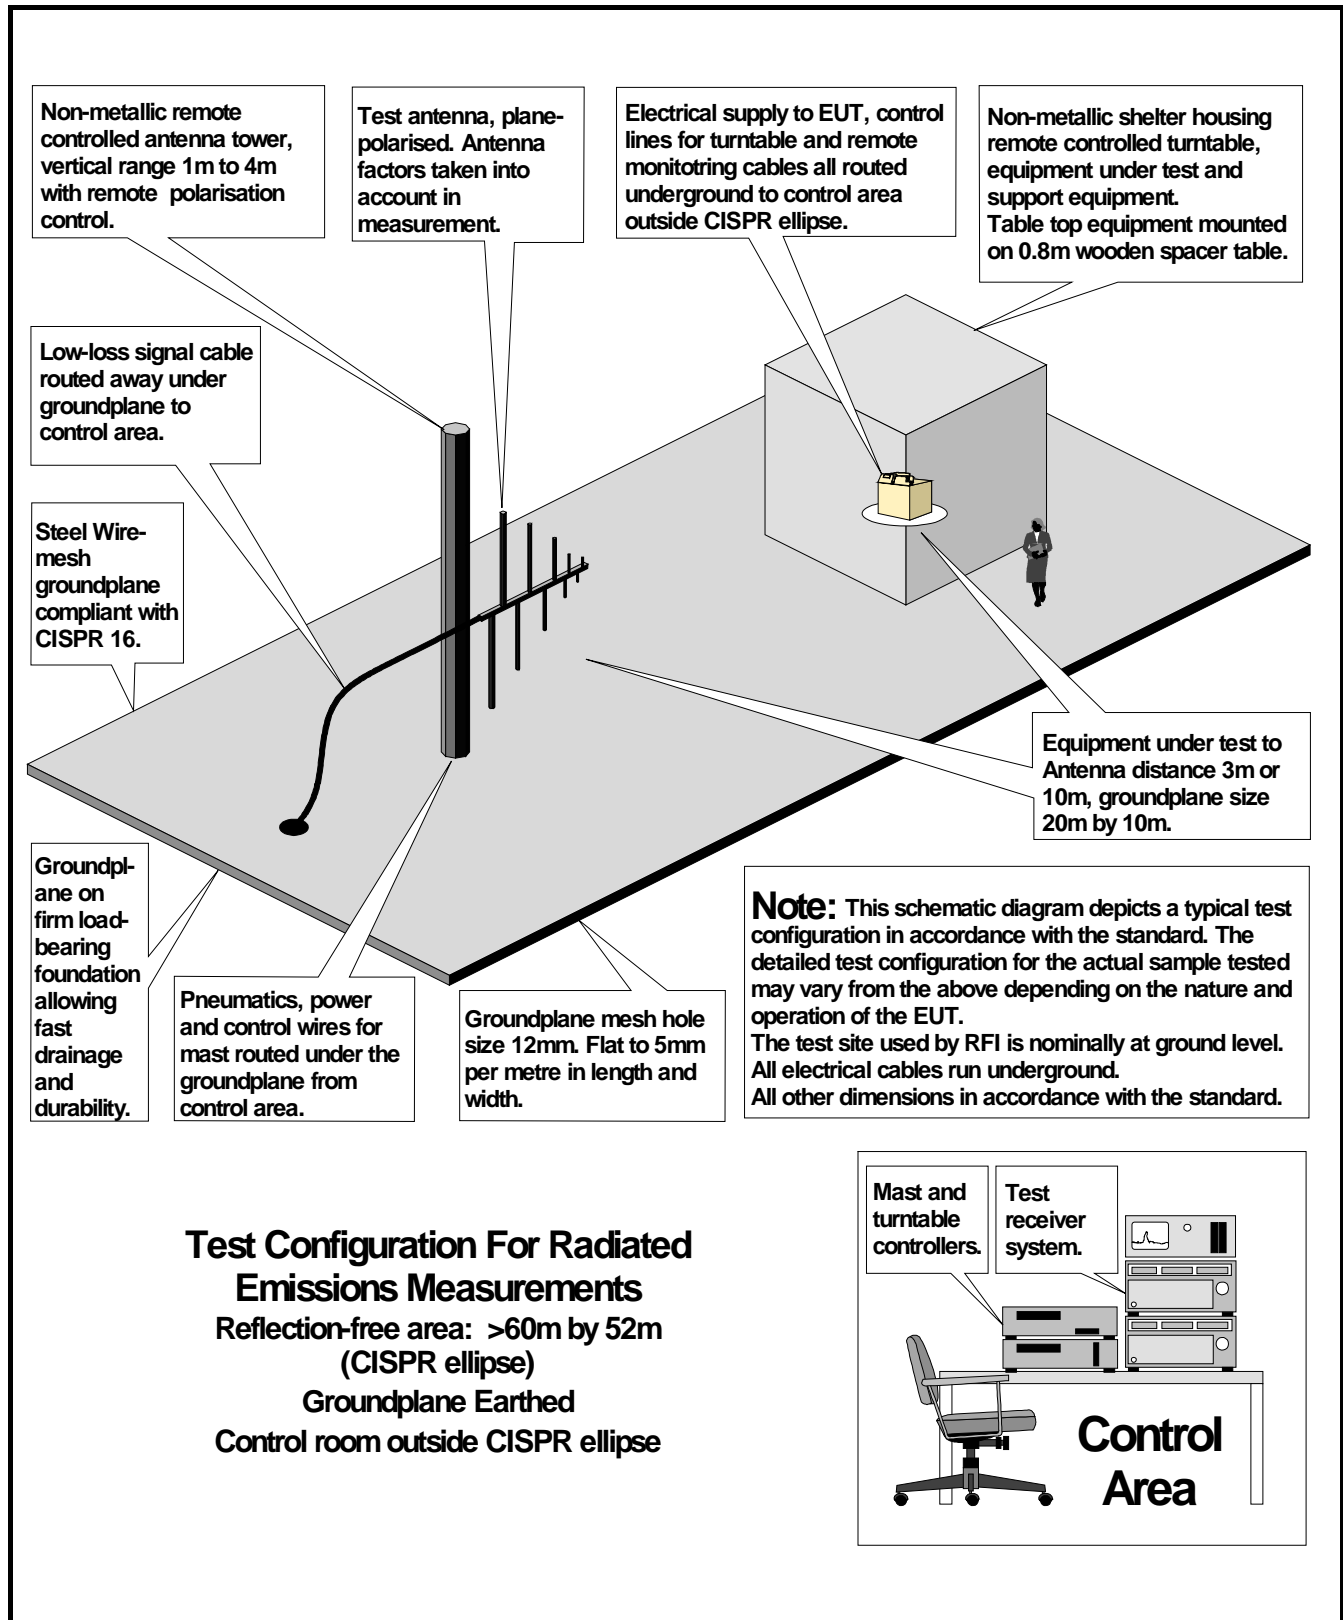 Non-metallic remote
controlled antenna tower,
vertical range 1m to 4m
with remote polarisation
control.
Test antenna, plane-
polarised. Antenna
factors taken into
account in
measurement.
Electrical supply to EUT, control
lines for turntable and remote
monitotring cables all routed
underground to control area
outside CISPR ellipse.
Non-metallic shelter housing
remote controlled turntable,
equipment under test and
support equipment.
Table top equipment mounted
on 0.8m wooden spacer table.
Low-loss signal cable
routed away under
groundplane to
control area.
Steel Wire-
mesh
groundplane
compliant with
CISPR 16.
Equipment under test to
Antenna distance 3m or
10m, groundplane size
20m by 10m.
Groundpl-
ane on
firm load-
bearing
foundation
allowing
fast
drainage
and
durability.
Pneumatics, power
and control wires for
mast routed under the
groundplane from
control area.
Groundplane mesh hole
size 12mm. Flat to 5mm
per metre in length and
width.
Note: This schematic diagram depicts a typical test
configuration in accordance with the standard. The
detailed test configuration for the actual sample tested
may vary from the above depending on the nature and
operation of the EUT.
The test site used by RFI is nominally at ground level.
All electrical cables run underground.
All other dimensions in accordance with the standard.
Test Configuration For Radiated
Emissions Measurements
Reflection-free area: >60m by 52m
(CISPR ellipse)
Groundplane Earthed
Control room outside CISPR ellipse
Mast and
turntable
controllers.
Test
receiver
system.
Control
Area